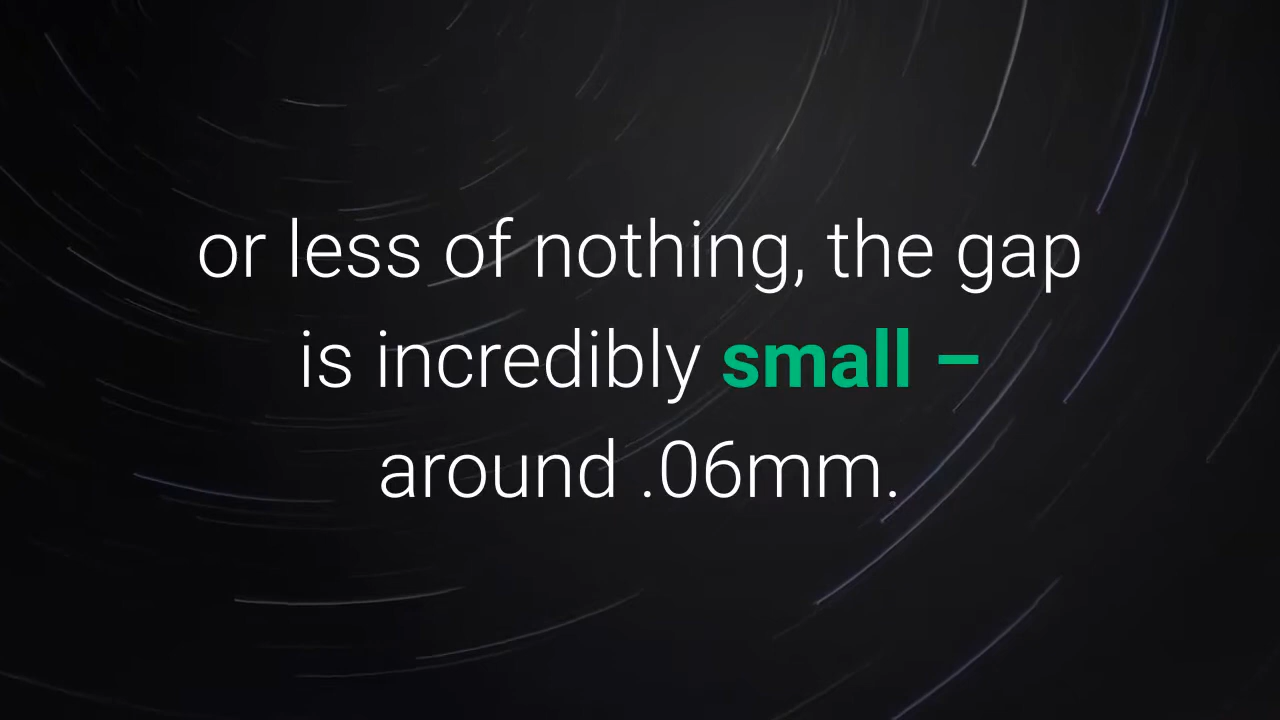 or less of nothing, the gap
is incredibly small –
around .06mm.